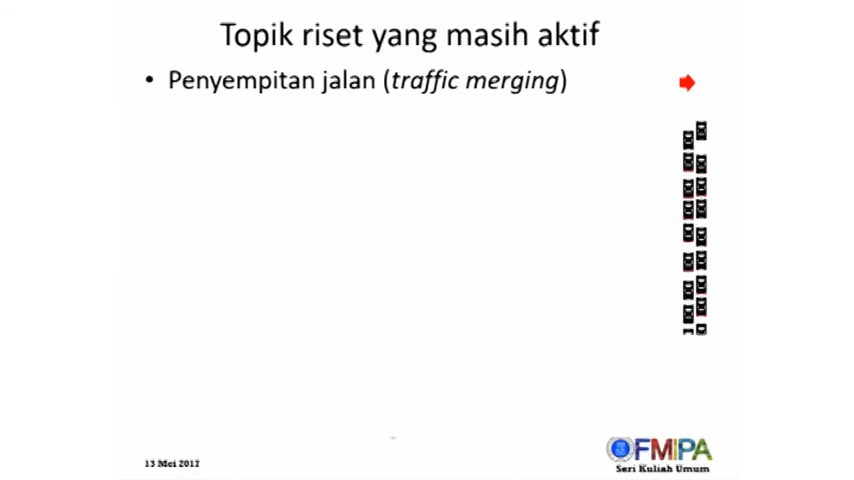 Topik riset yang masih aktif
• Penyempitan jalan (traffic merging)
13 Mei 2017
FMIPA
Seri Kuliah Umum